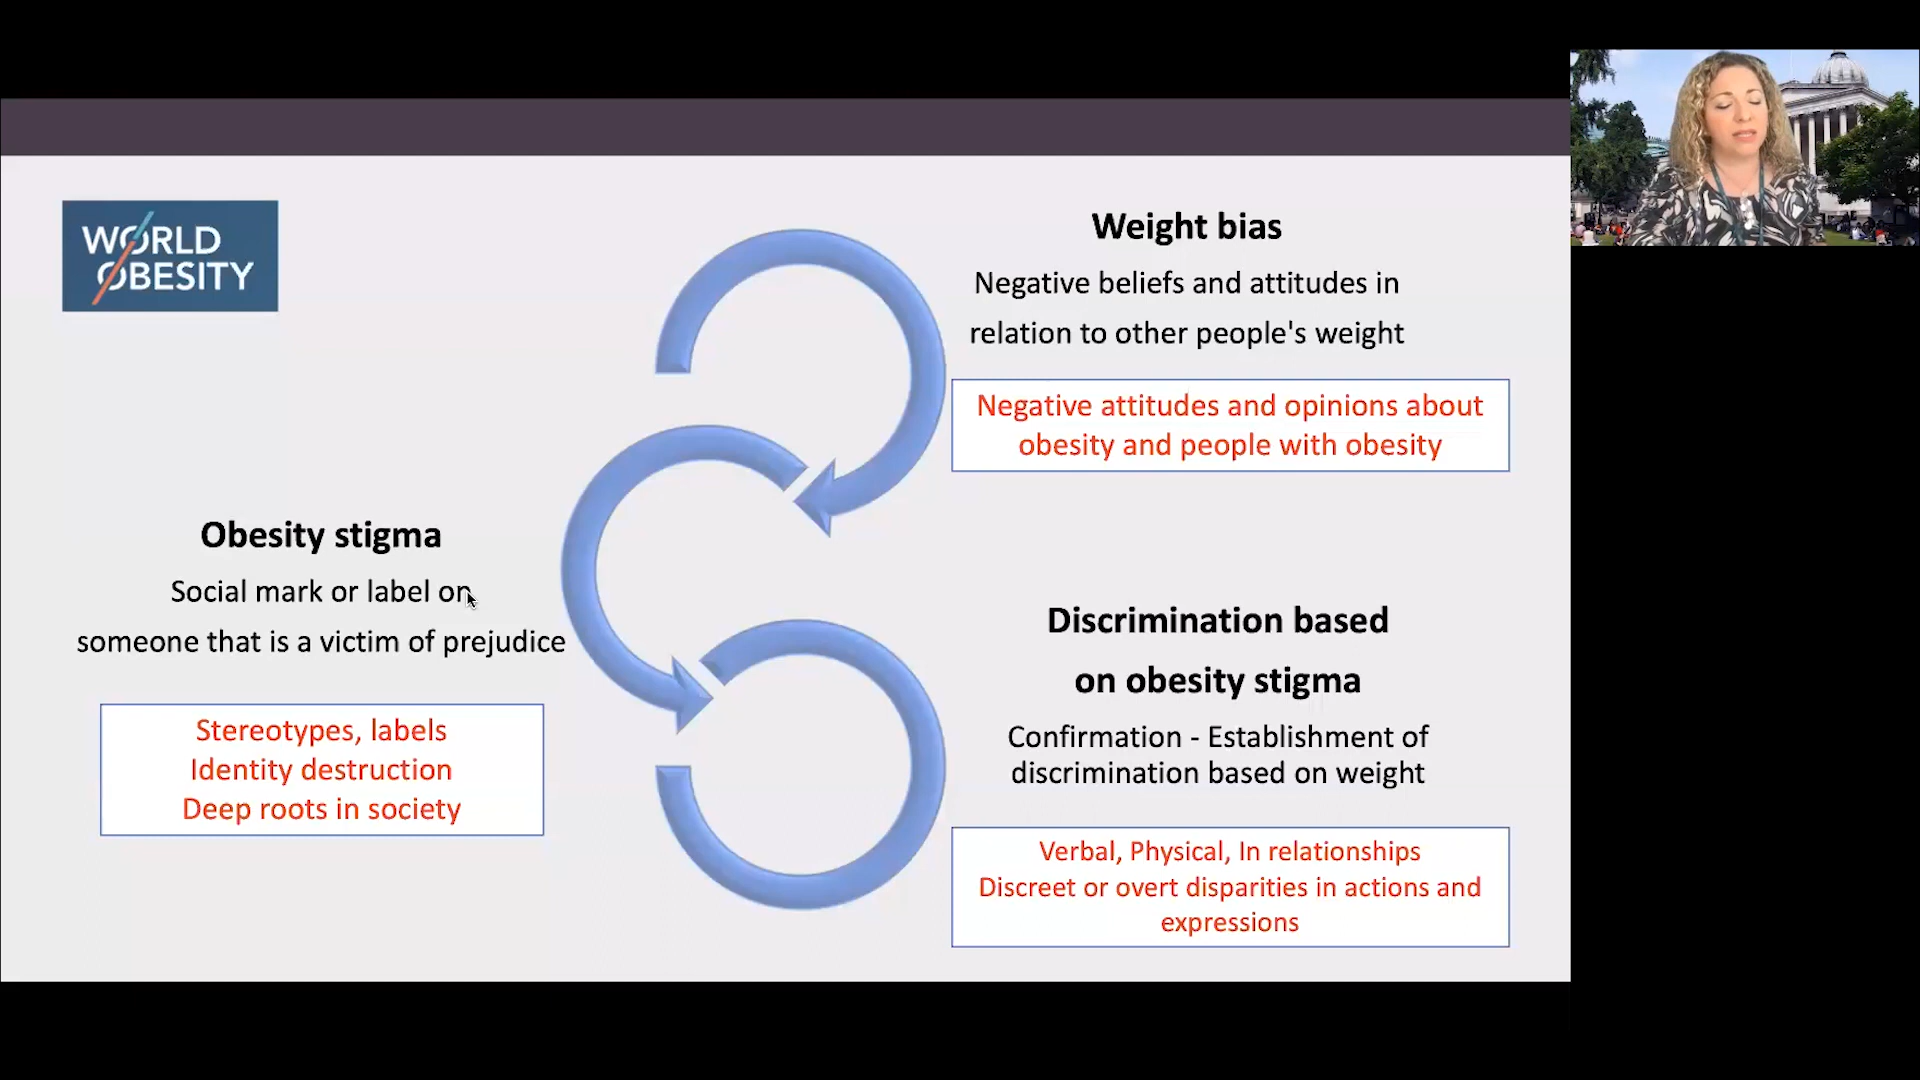 WORLD
OBESITY
Weight bias
Negative beliefs and attitudes in
relation to other people's weight
Negative attitudes and opinions about
obesity and people with obesity
Obesity stigma
Social mark or label on
someone that is a victim of prejudice
Stereotypes, labels
Identity destruction
Deep roots in society
Discrimination based
on obesity stigma
Confirmation - Establishment of
discrimination based on weight
Verbal, Physical, In relationships
Discreet or overt disparities in actions and
expressions